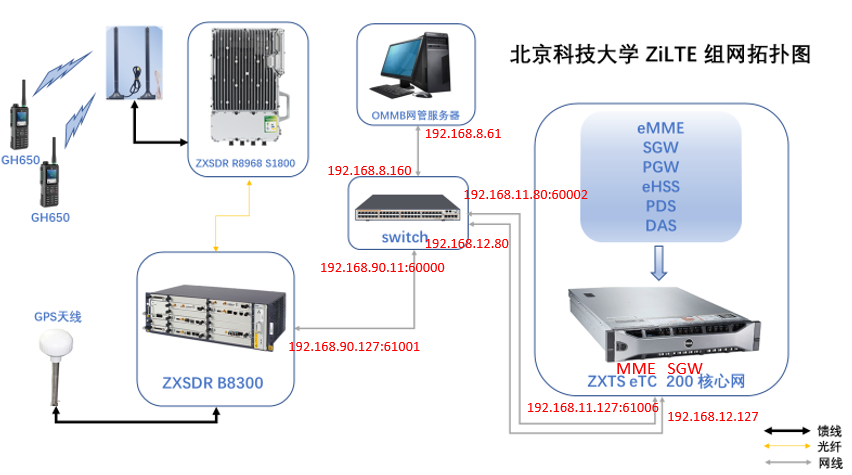 北京科技大学 ZiLTE 组网拓扑图
GH650
GH650
ZXSDR R8968 S1800
OMMB网管服务器
192.168.8.61
192.168.8.160
192.168.11.80:60002
switch
192.168.12.80
192.168.90.11:60000
eMME
SGW
PGW
eHSS
PDS
DAS
GPS天线
ZXSDR B8300
192.168.90.127:61001
MME SGW
ZXTS eTC 200 核心网
192.168.11.127:61006
192.168.12.127
馈线
光纤
网线